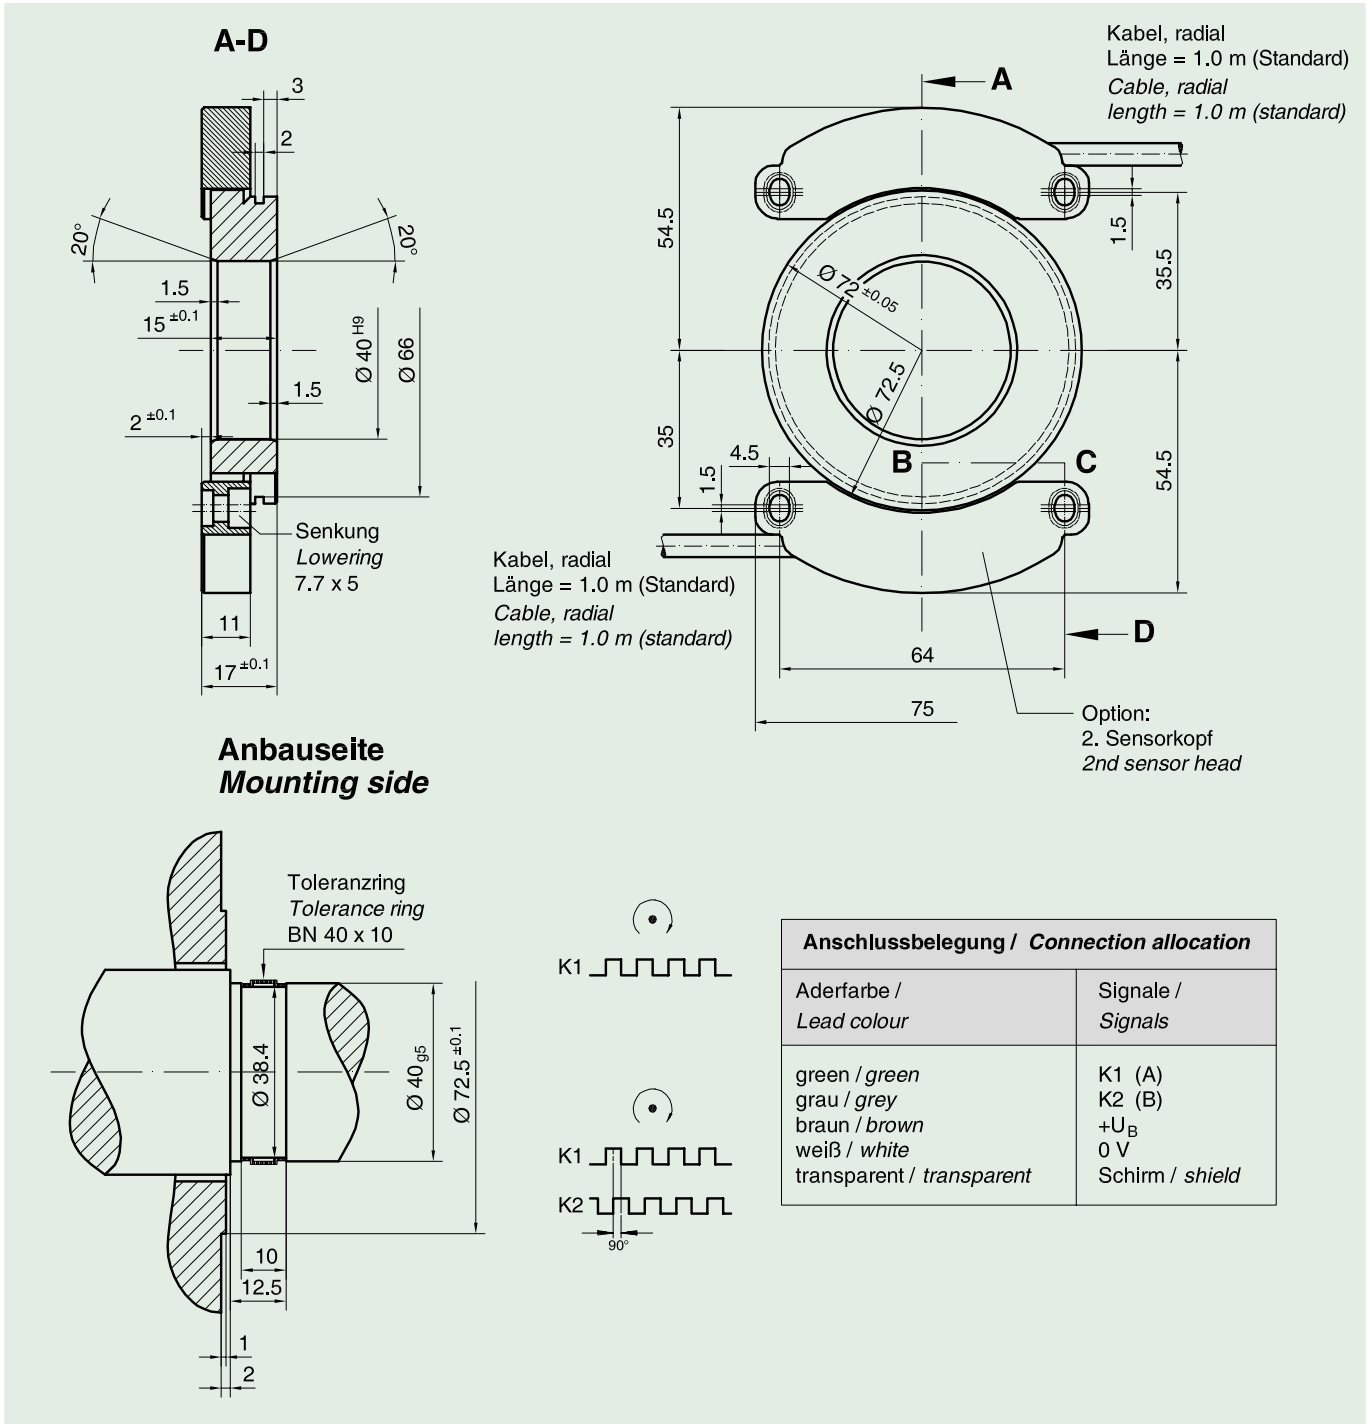 A-D
3
2
20°
20°
1.5
15 ±0.1
Ø 40 H9
Ø 66
1.5
2 ±0.1
Senkung
Lowering
7.7 x 5
11
17 ±0.1
Kabel, radial
Länge = 1.0 m (Standard)
Cable, radial
length = 1.0 m (standard)
A
54.5
1.5
35.5
Ø 72 ±0.05
Ø 72.5
35
4.5
1.5
B
C
54.5
Kabel, radial
Länge = 1.0 m (Standard)
Cable, radial
length = 1.0 m (standard)
D
64
75
Option:
2. Sensorkopf
2nd sensor head
Anbauseite
Mounting side
Toleranzring
Tolerance ring
BN 40 x 10
Ø 38.4
Ø 40 g5
Ø 72.5 ±0.1
10
12.5
1
2
K1
K1
K2
90°
Anschlussbelegung / Connection allocation
Aderfarbe / Signale /
Lead colour Signals
green / green K1 (A)
grau / grey K2 (B)
braun / brown +UB
weiß / white 0 V
transparent / transparent Schirm / shield